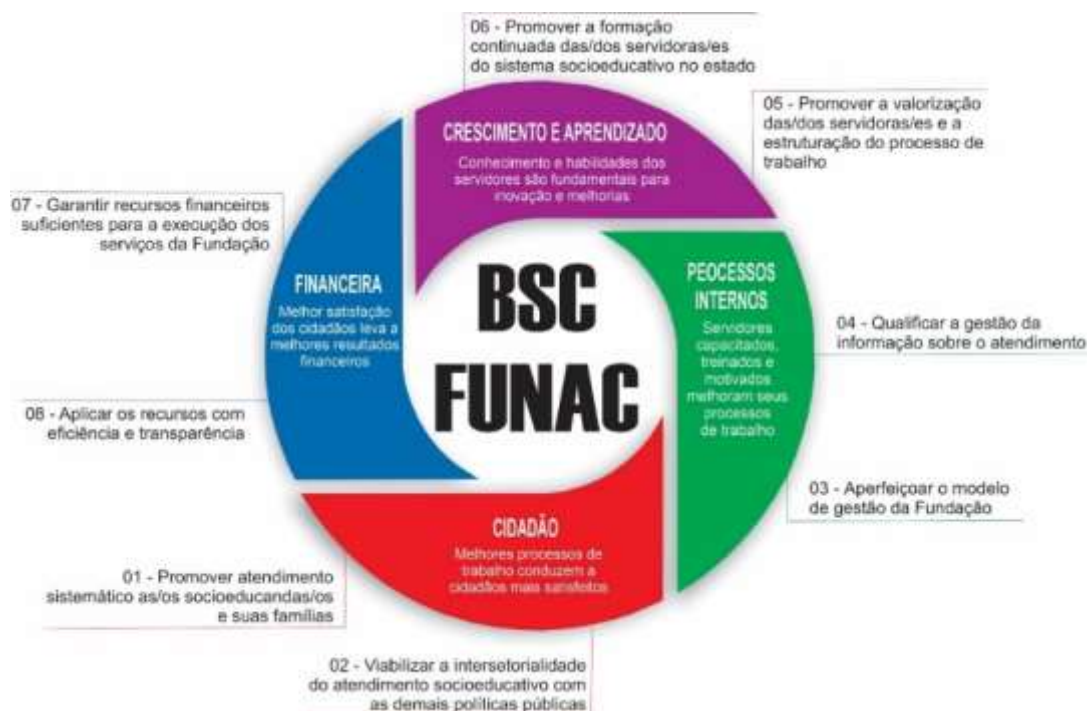 06 - Promover a formação
continuada das/dos servidoras/es
do sistema socioeducativo no estado
05 - Promover a valorização
das/dos servidoras/es e a
estruturação do processo de
trabalho
CRESCIMENTO E APRENDIZADO
Conhecimento e habilidades dos
servidores são fundamentais para
inovação e melhorias
07 - Garantir recursos financeiros
suficientes para a execução dos
serviços da Fundação
FINANCEIRA
Melhor satisfação
dos cidadãos leva a
melhores resultados
financeiros
BSC
FUNAC
PEOCESSOS
INTERNOS
Servidores
capacitados,
treinados e
motivados
melhoram seus
processos
de trabalho
04 - Qualificar a gestão da
informação sobre o atendimento
08 - Aplicar os recursos com
eficiência e transparência
03 - Aperfeiçoar o modelo
de gestão da Fundação
CIDADÃO
Melhores processos de
trabalho conduzem a
cidadãos mais satisfeitos
01 - Promover atendimento
sistemático as/os socioeducandas/os
e suas famílias
02 - Viabilizar a intersetorialidade
do atendimento socioeducativo com
as demais políticas públicas